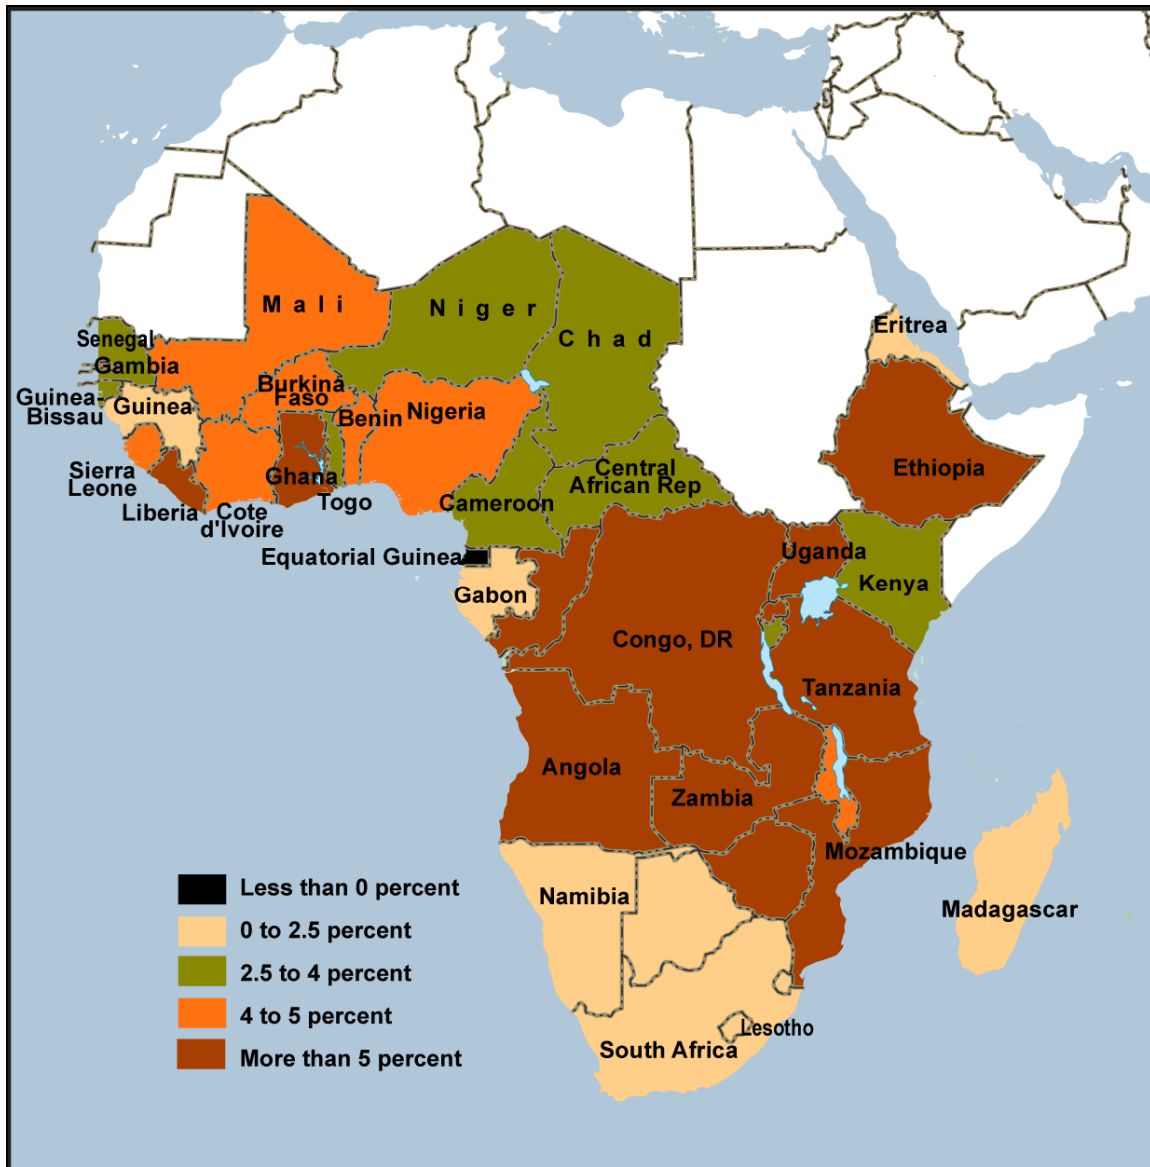 M a l i
N i g e r
C h a d
Eritrea
Senegal
Gambia
Guinea
Bissau
Guinea
Burkina
Faso
Benin
Nigeria
Sierra
Leone
Liberia
Cote
d'Ivoire
Ghana
Togo
Cameroon
Central
African Rep
Ethiopia
Equatorial Guinea
Gabon
Uganda
Kenya
Congo, DR
Tanzania
Angola
Zambia
Mozambique
Namibia
Madagascar
Lesotho
South Africa
Less than 0 percent
0 to 2.5 percent
2.5 to 4 percent
4 to 5 percent
More than 5 percent